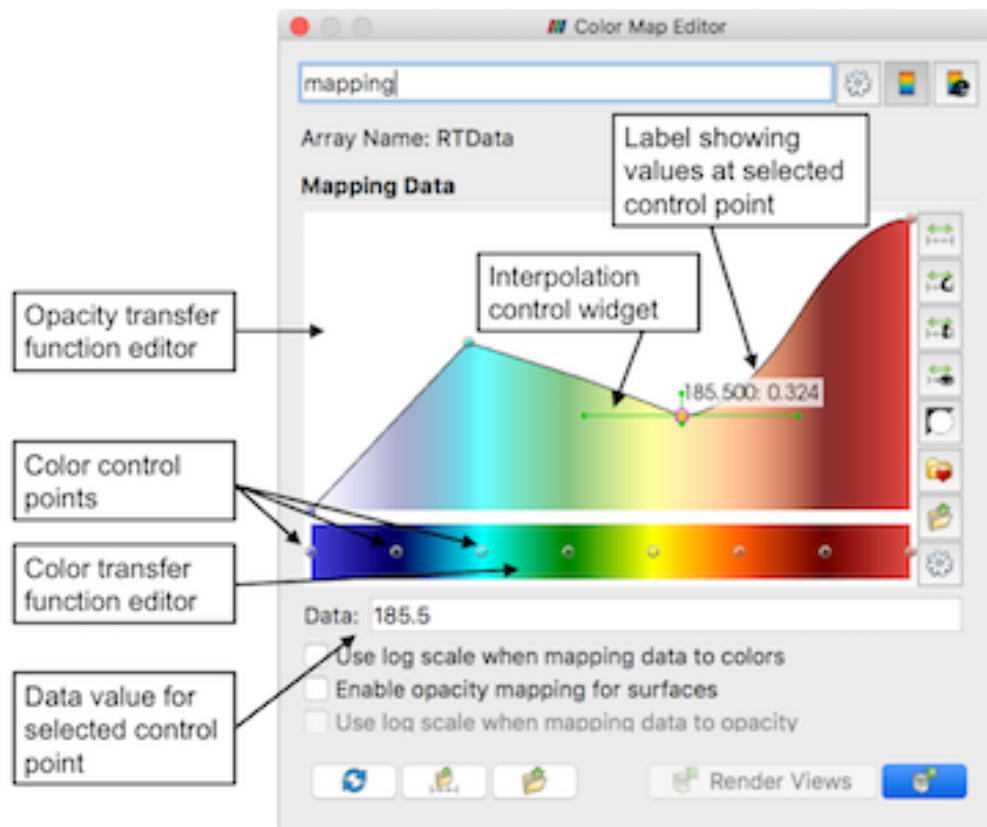 Color Map Editor
mapping
Array Name: RTData
Label showing
values at selected
control point
Mapping Data
Interpolation
control widget
Opacity transfer
function editor
185.500: 0.324
Color control
points
Color transfer
function editor
Data: 185.5
Use log scale when mapping data to colors
Enable opacity mapping for surfaces
Use log scale when mapping data to opacity
Data value for
selected control
point
Render Views